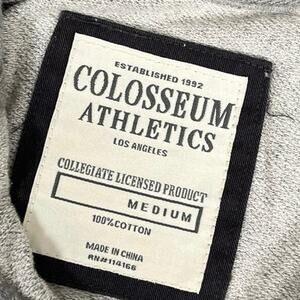 ESTABLISHED 1992
COLOSSEUM
ATHLETICS
LOS ANGELES
COLLEGIATE LICENSED PRODUCT
MEDIUM
100% COTTON
MADE IN CHINA
RN#114166